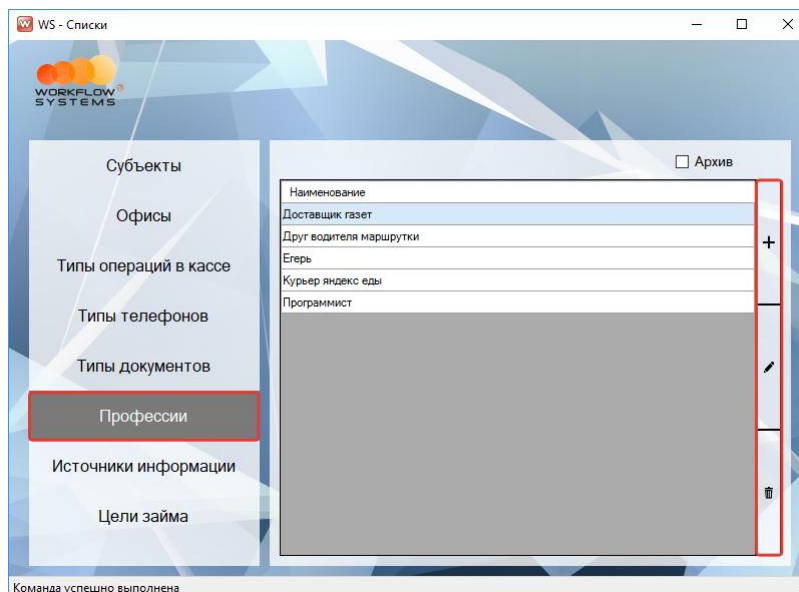 WS - Списки
WORKFLOW
SYSTEMS
Субъекты
Офисы
Типы операций в кассе
Типы телефонов
Типы документов
Профессии
Источники информации
Цели займа
Архив
Наименование
Доставщик газет
Друг водителя маршрутки
Егерь
Курьер яндекс еды
Программист
Команда успешно выполнена